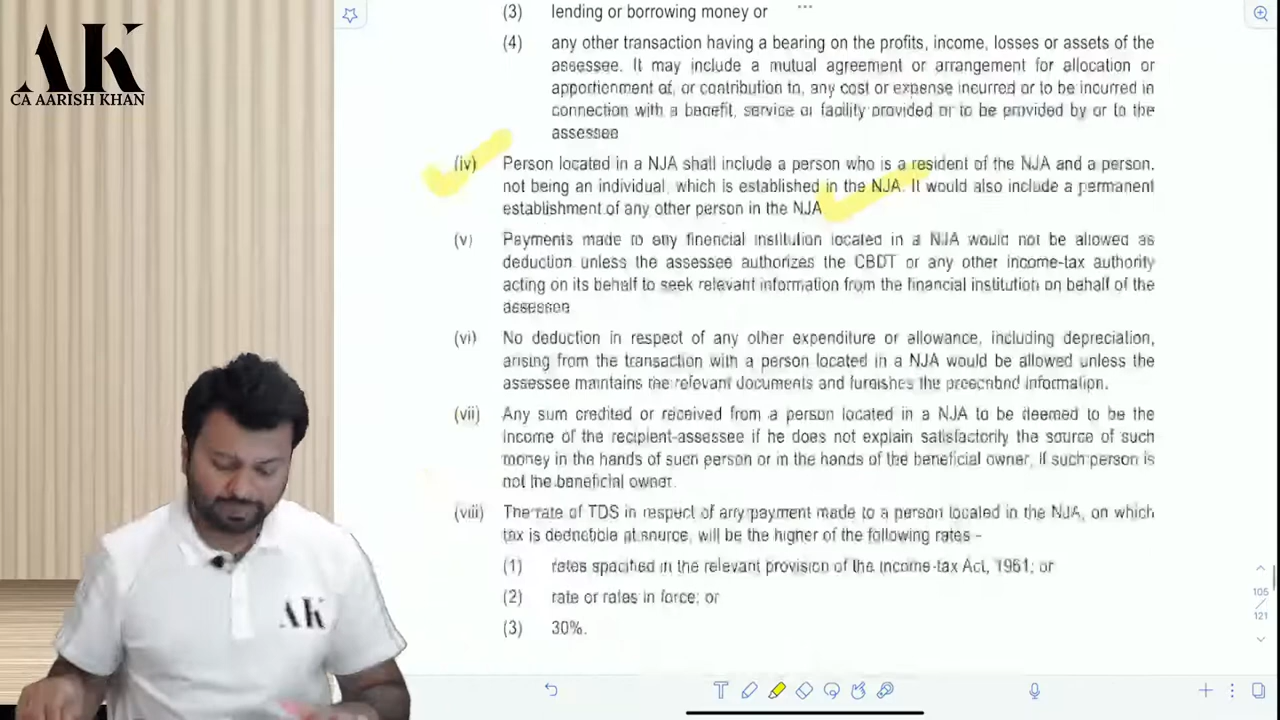 AK
CA AARISH KHAN
(3) lending or borrowing money or
(4) any other transaction having a bearing on the profits, income, losses or assets of the
assessee. It may include a mutual agreement or arrangement for allocation or
apportionment of, or contribution to, any cost or expense incurred or to be incurred in
connection with a benefit, service or facility provided or to be provided by or to the
assessee
(iv) Person located in a NJA shall include a person who is a resident of the NJA and a person,
not being an individual, which is established in the NJA. It would also include a permanent
establishment of any other person in the NJA
(v) Payments made to any financial institution located in a NJA would not be allowed as
deduction unless the assessee authorizes the CBDT or any other income-tax authority
acting on its behalf to seek relevant information from the financial institution on behalf of the
assessee
(vi) No deduction in respect of any other expenditure or allowance, including depreciation,
arising from the transaction with a person located in a NJA would be allowed unless the
assessee maintains the relevant documents and furnishes the prescribed information.
(vii) Any sum credited or received from a person located in a NJA to be deemed to be the
income of the recipient-assessee if he does not explain satisfactorily the source of such
money in the hands of such person or in the hands of the beneficial owner, if such person is
not the beneficial owner.
(viii) The rate of TDS in respect of any payment made to a person located in the NJA, on which
tax is deductible at source, will be the higher of the following rates –
(1) rates specified in the relevant provision of the Income-tax Act, 1961; or
(2) rate or rates in force; or
(3) 30%.
AK
105
121